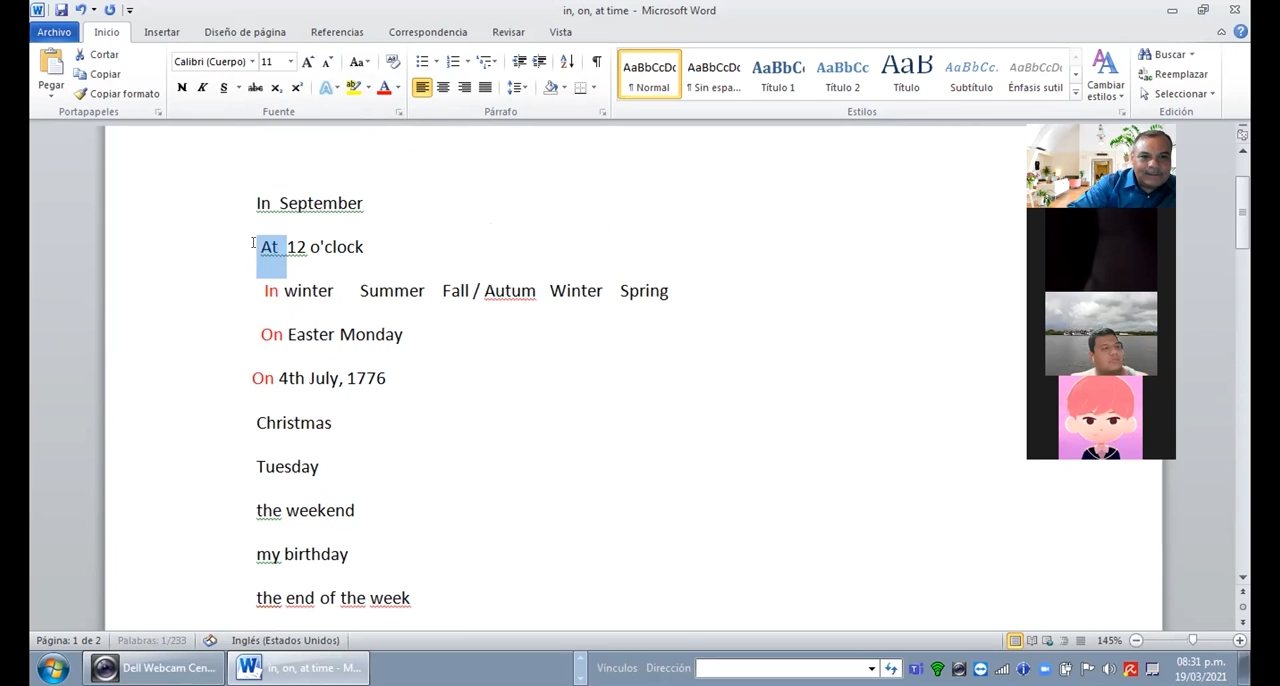 in, on, at time - Microsoft Word
Archivo Inicio Insertar Diseño de página Referencias Correspondencia Revisar Vista
Pegar
Cortar
Copiar
Copiar formato
Portapapeles
Calibri (Cuerpo) 11
N K S abc x₂ x² A
Fuente
Párrafo
AaBbCcDc AaBbCcDc AaBbC AaBbCc AaB AaBbCc. AaBbCcDc
¶ Normal ¶ Sin espa... Título 1 Título 2 Título Subtítulo Énfasis sutil
Estilos
Cambiar estilos
Buscar
Reemplazar
Seleccionar
Edición
In September
At 12 o'clock
In winter Summer Fall / Autum Winter Spring
On Easter Monday
On 4th July, 1776
Christmas
Tuesday
the weekend
my birthday
the end of the week
Página: 1 de 2 Palabras: 1/233 Inglés (Estados Unidos) 145%
Dell Webcam Cen... in, on, at time - M... Vínculos Dirección 08:31 p.m.
19/03/2021